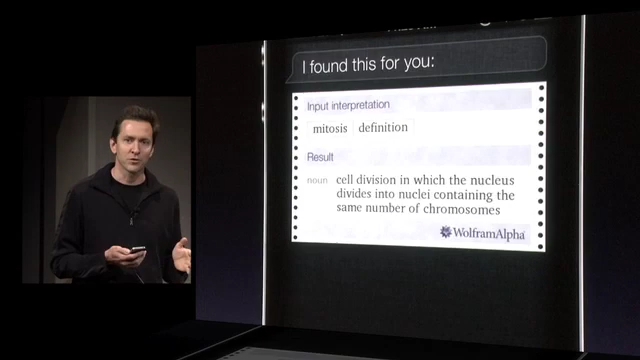 I found this for you:
Input interpretation
mitosis definition
Result
noun cell division in which the nucleus
divides into nuclei containing the
same number of chromosomes
WolframAlpha